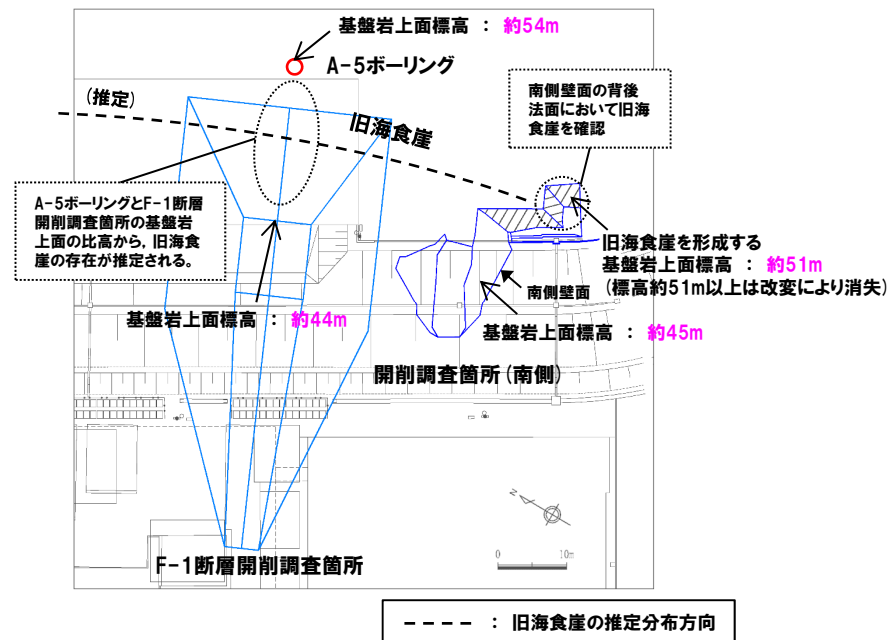 基盤岩上面標高 ： 約54m
A-5ボーリング
(推定)
旧海食崖
南側壁面の背後
法面において旧海
食崖を確認
A-5ボーリングとF-1断層
開削調査箇所の基盤岩
上面の比高から，旧海食
崖の存在が推定される。
旧海食崖を形成する
基盤岩上面標高 ： 約51m
(標高約51m以上は改変により消失)
南側壁面
基盤岩上面標高 ： 約44m
基盤岩上面標高 ： 約45m
開削調査箇所(南側)
N
0 10m
F-1断層開削調査箇所
： 旧海食崖の推定分布方向